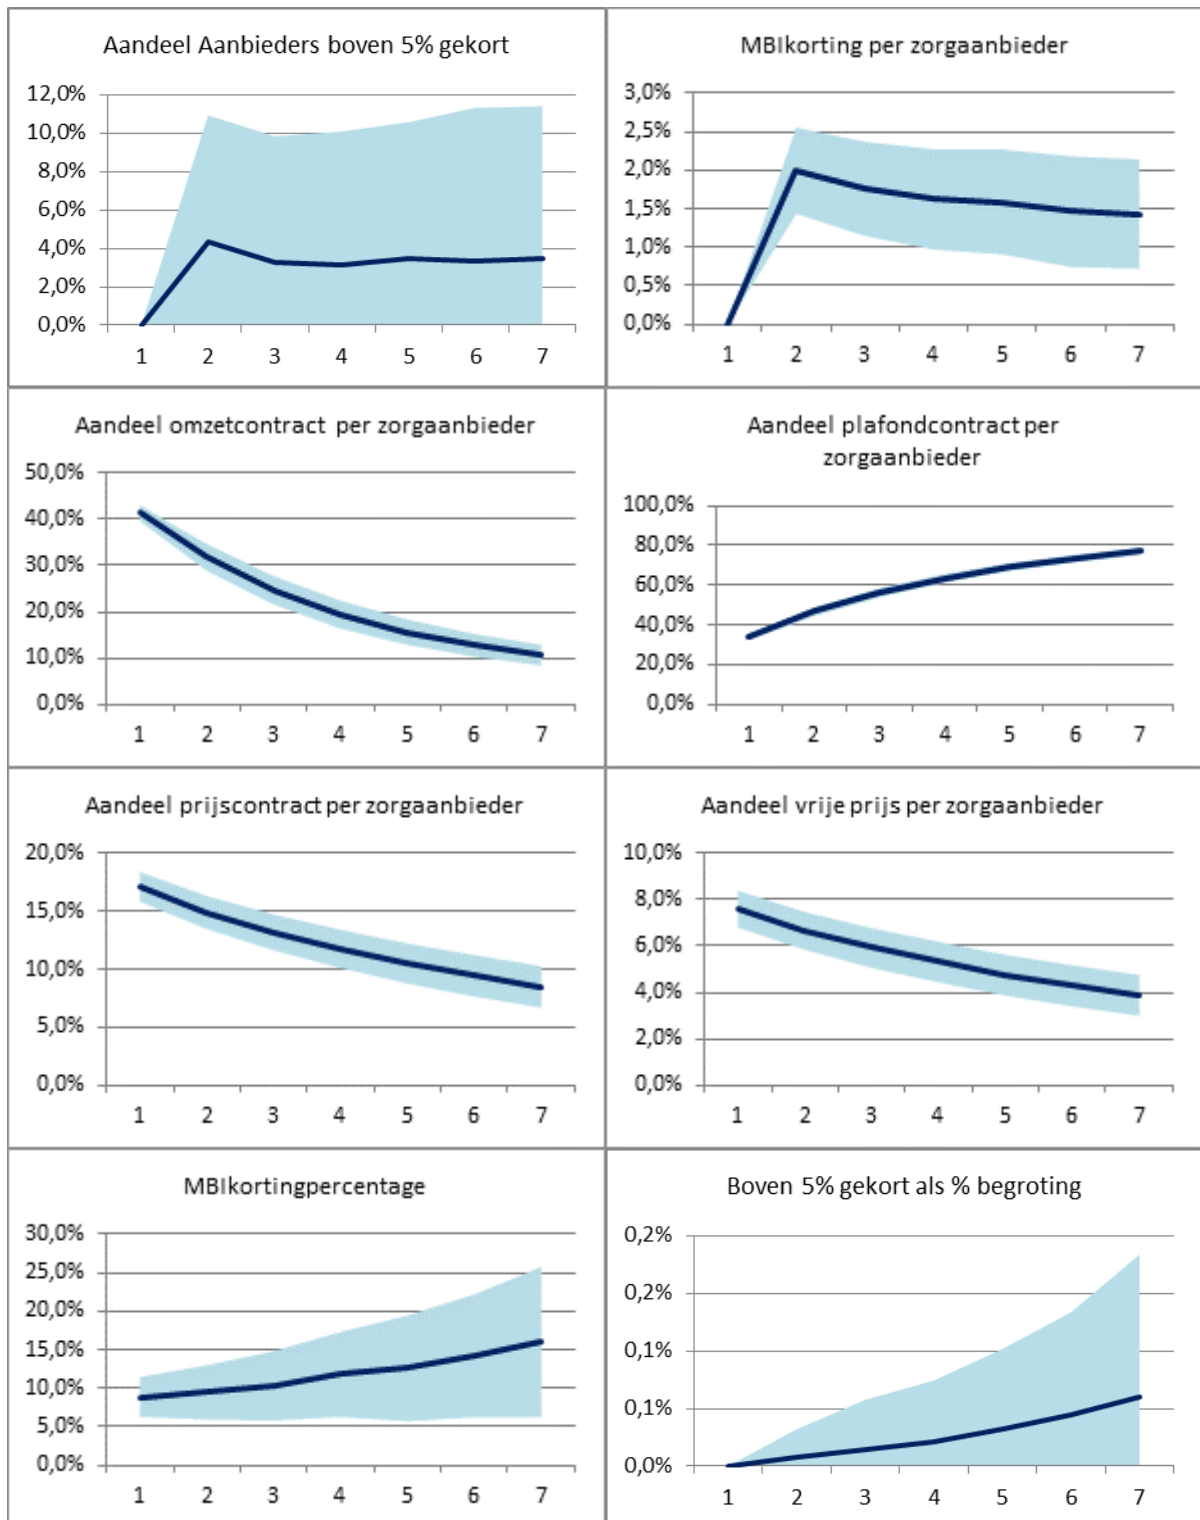 Aandeel Aanbieders boven 5% gekort
12,0%
10,0%
8,0%
6,0%
4,0%
2,0%
0,0%
1 2 3 4 5 6 7
MBIkorting per zorgaanbieder
3,0%
2,5%
2,0%
1,5%
1,0%
0,5%
0,0%
1 2 3 4 5 6 7
Aandeel omzetcontract per zorgaanbieder
50,0%
40,0%
30,0%
20,0%
10,0%
0,0%
1 2 3 4 5 6 7
Aandeel plafondcontract per
zorgaanbieder
100,0%
80,0%
60,0%
40,0%
20,0%
0,0%
1 2 3 4 5 6 7
Aandeel prijscontract per zorgaanbieder
20,0%
15,0%
10,0%
5,0%
0,0%
1 2 3 4 5 6 7
Aandeel vrije prijs per zorgaanbieder
10,0%
8,0%
6,0%
4,0%
2,0%
0,0%
1 2 3 4 5 6 7
MBIkortingpercentage
30,0%
25,0%
20,0%
15,0%
10,0%
5,0%
0,0%
1 2 3 4 5 6 7
Boven 5% gekort als % begroting
0,2%
0,2%
0,1%
0,1%
0,0%
1 2 3 4 5 6 7